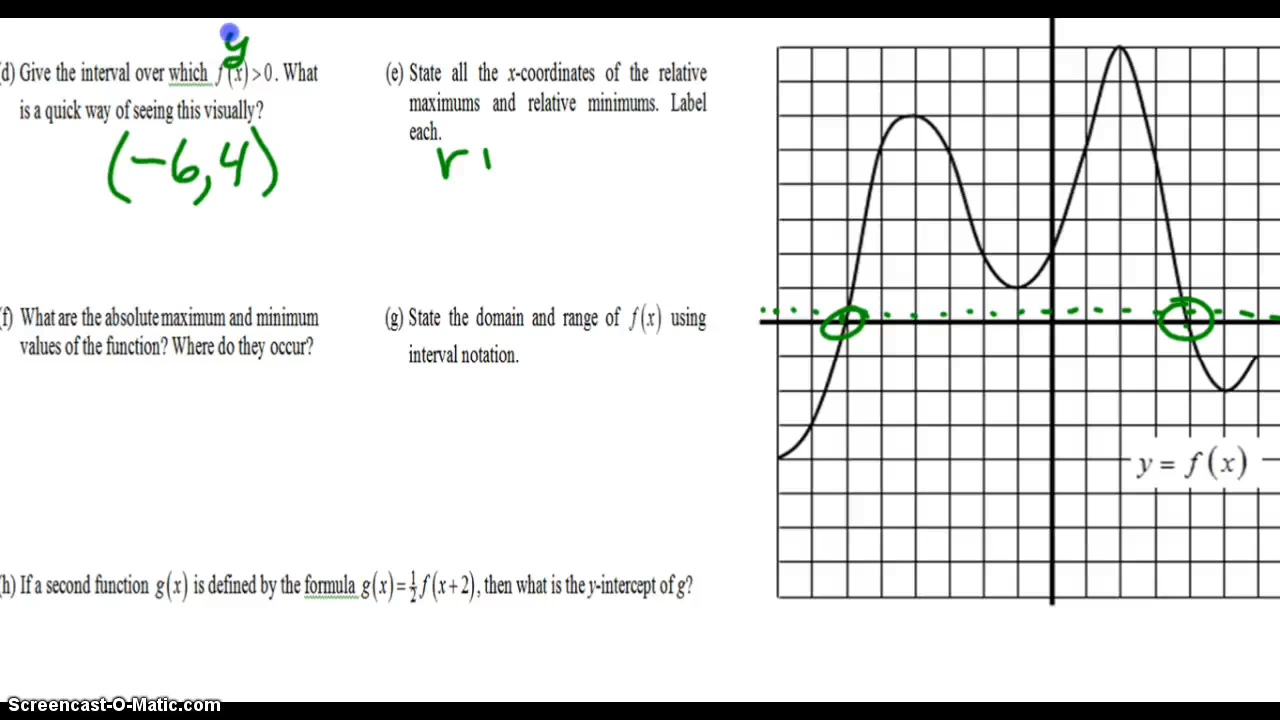 y
(d) Give the interval over which f(x) > 0. What
is a quick way of seeing this visually?
(-6, 4)
(e) State all the x-coordinates of the relative
maximums and relative minimums. Label
each.
r
(f) What are the absolute maximum and minimum
values of the function? Where do they occur?
(g) State the domain and range of f(x) using
interval notation.
y = f(x)
(h) If a second function g(x) is defined by the formula g(x) = ½ f(x+2), then what is the y-intercept of g?
Screencast-O-Matic.com